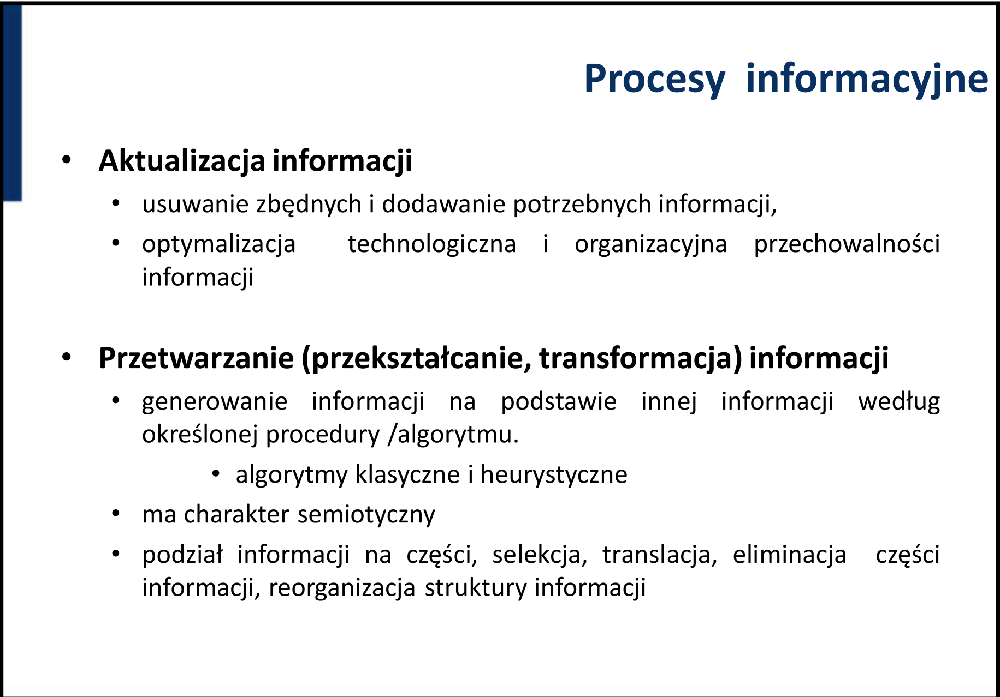 Procesy informacyjne
• Aktualizacja informacji
• usuwanie zbędnych i dodawanie potrzebnych informacji,
• optymalizacja technologiczna i organizacyjna przechowalności
informacji
• Przetwarzanie (przekształcanie, transformacja) informacji
• generowanie informacji na podstawie innej informacji według
określonej procedury /algorytmu.
• algorytmy klasyczne i heurystyczne
• ma charakter semiotyczny
• podział informacji na części, selekcja, translacja, eliminacja części
informacji, reorganizacja struktury informacji